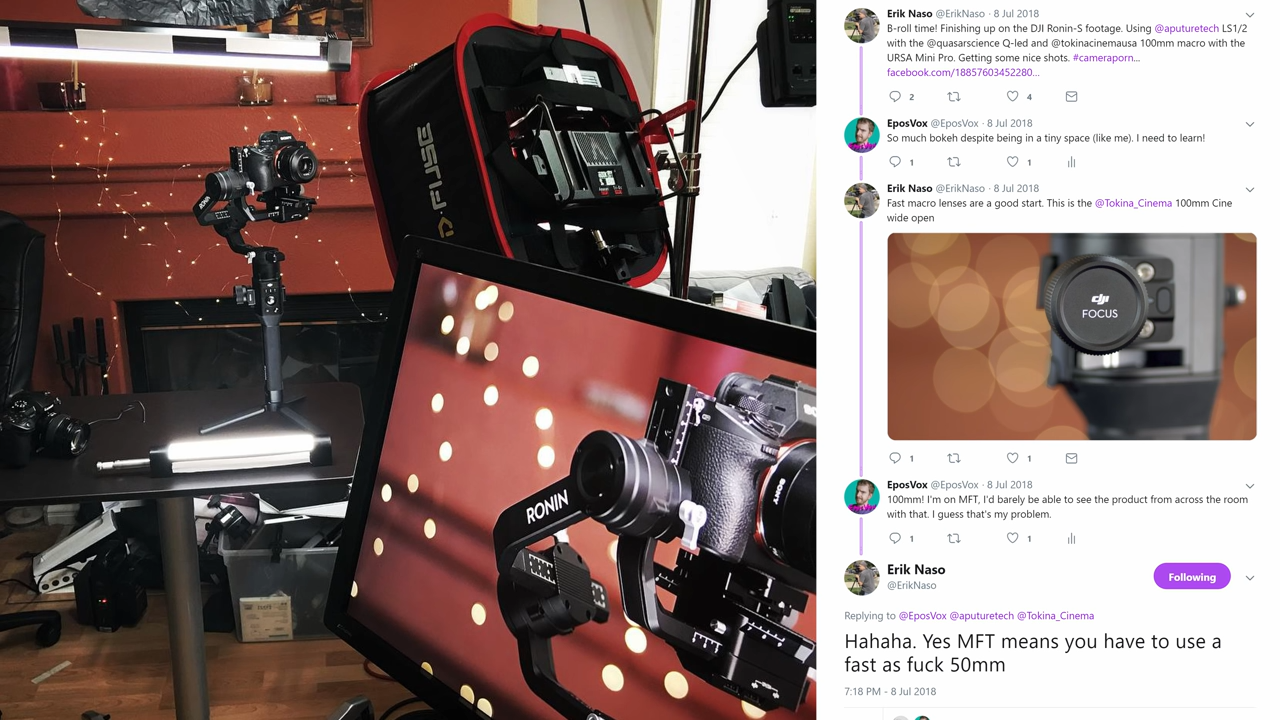 FUSE
RONIN
RONIN
SONY
Erik Naso @ErikNaso · 8 Jul 2018
B-roll time! Finishing up on the DJI Ronin-S footage. Using @aputuretech LS1/2
with the @quasarscience Q-led and @tokinacinemausa 100mm macro with the
URSA Mini Pro. Getting some nice shots. #cameraporn...
facebook.com/18857603452280...
2 4
EposVox @EposVox · 8 Jul 2018
So much bokeh despite being in a tiny space (like me). I need to learn!
1 1
Erik Naso @ErikNaso · 8 Jul 2018
Fast macro lenses are a good start. This is the @Tokina_Cinema 100mm Cine
wide open
dji
FOCUS
1 1
EposVox @EposVox · 8 Jul 2018
100mm! I'm on MFT, I'd barely be able to see the product from across the room
with that. I guess that's my problem.
1 1
Erik Naso
@ErikNaso
Following
Replying to @EposVox @aputuretech @Tokina_Cinema
Hahaha. Yes MFT means you have to use a
fast as fuck 50mm
7:18 PM - 8 Jul 2018